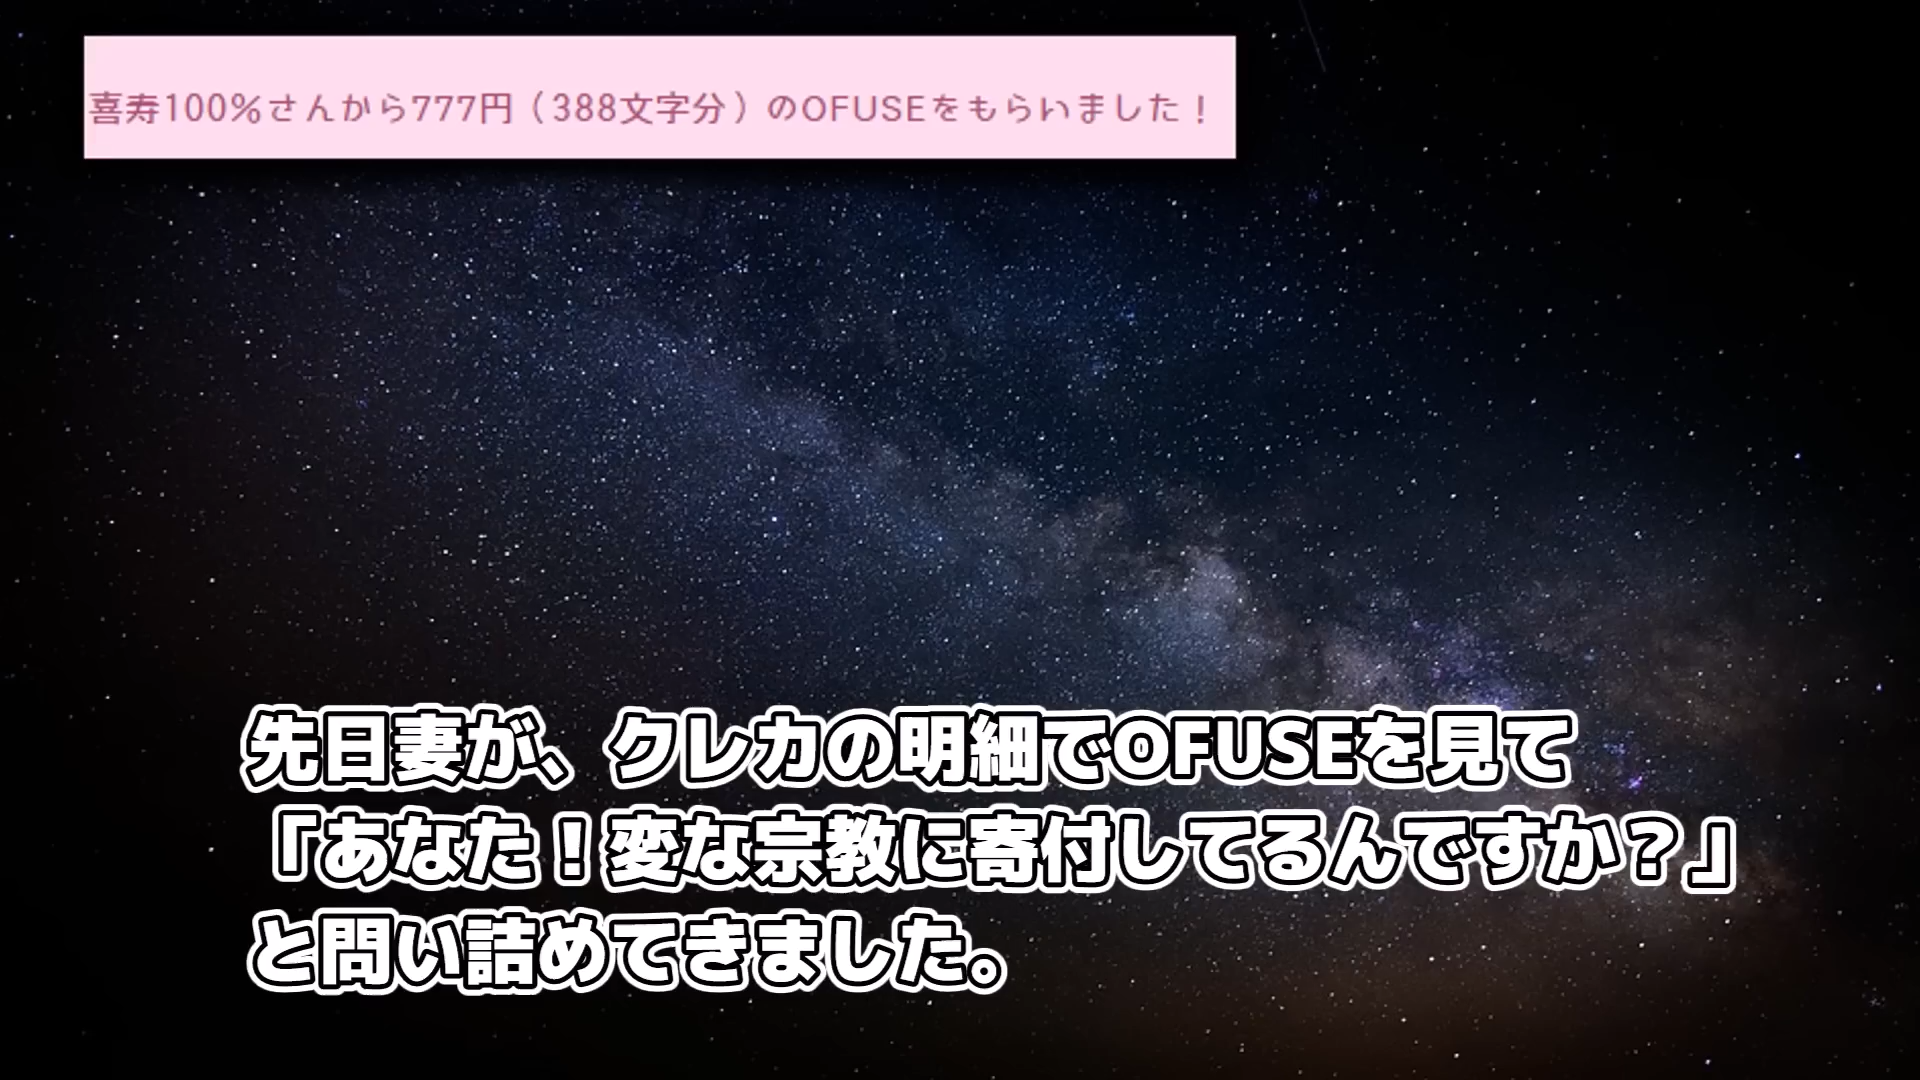 喜寿100%さんから777円（388文字分）のOFUSEをもらいました！
先日妻が、クレカの明細でOFUSEを見て
「あなた！変な宗教に寄付してるんですか？」
と問い詰めてきました。